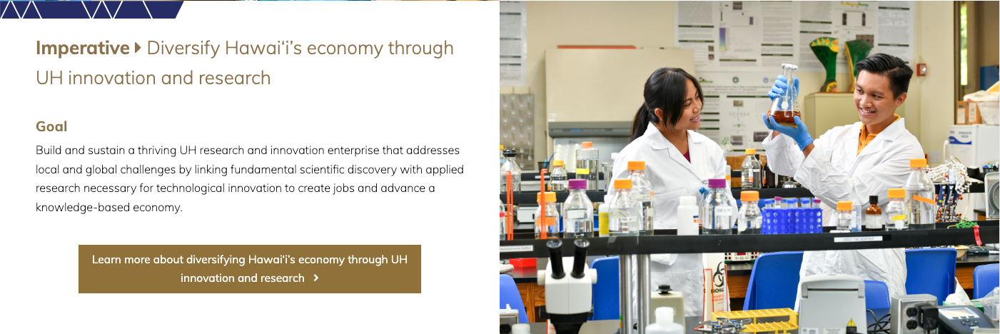 Imperative ▸ Diversify Hawaiʻi’s economy through
UH innovation and research
Goal
Build and sustain a thriving UH research and innovation enterprise that addresses
local and global challenges by linking fundamental scientific discovery with applied
research necessary for technological innovation to create jobs and advance a
knowledge-based economy.
Learn more about diversifying Hawaiʻi’s economy through UH
innovation and research >